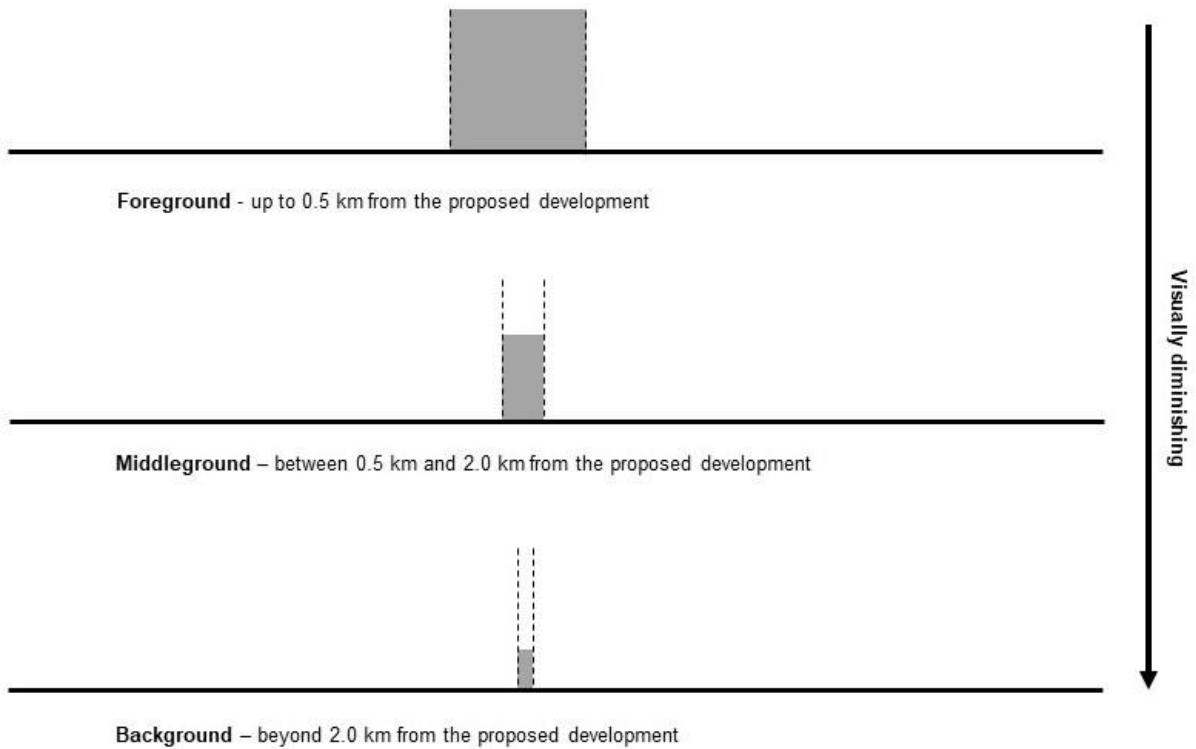 Foreground - up to 0.5 km from the proposed development
Visually diminishing
Middleground – between 0.5 km and 2.0 km from the proposed development
Background – beyond 2.0 km from the proposed development